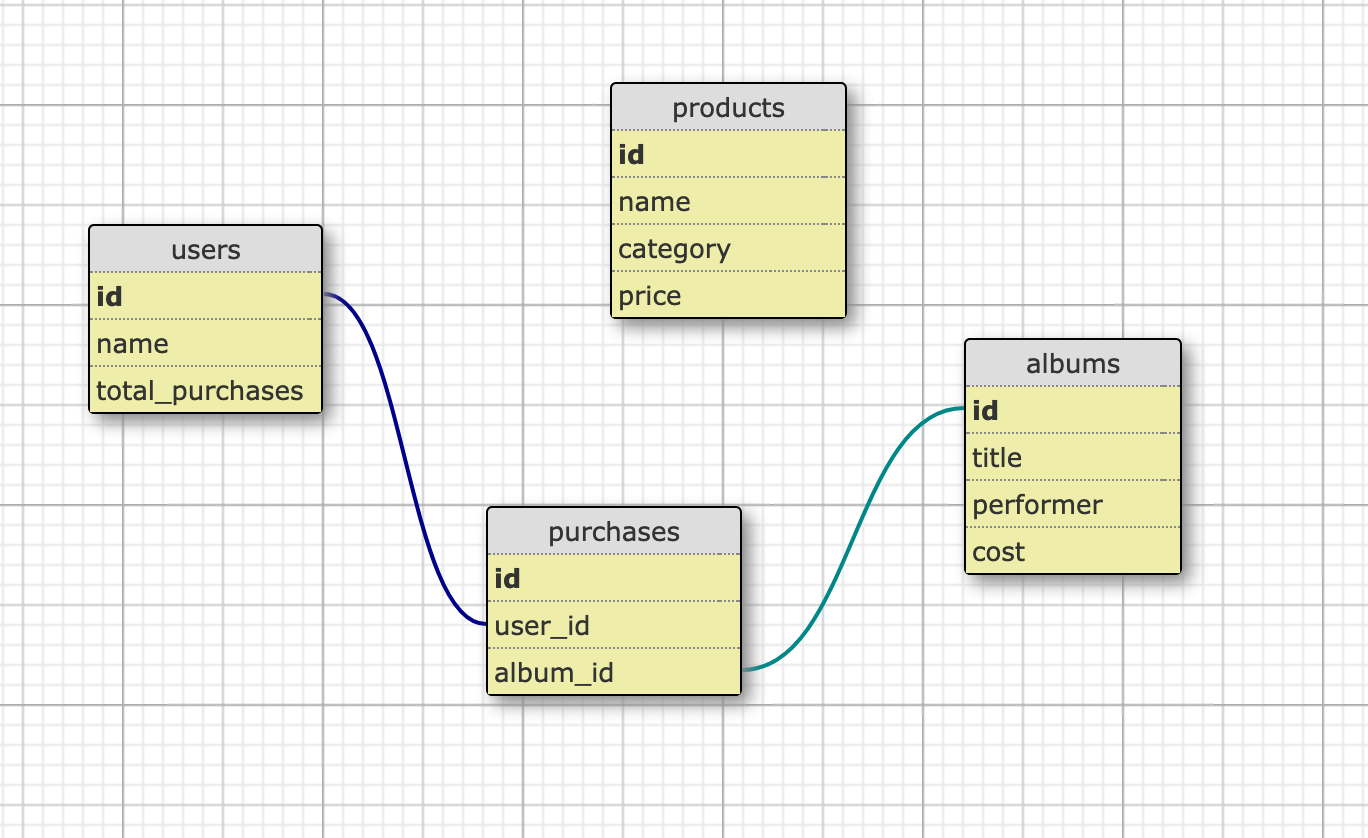 products
id
name
category
price
users
id
name
total_purchases
albums
id
title
performer
cost
purchases
id
user_id
album_id